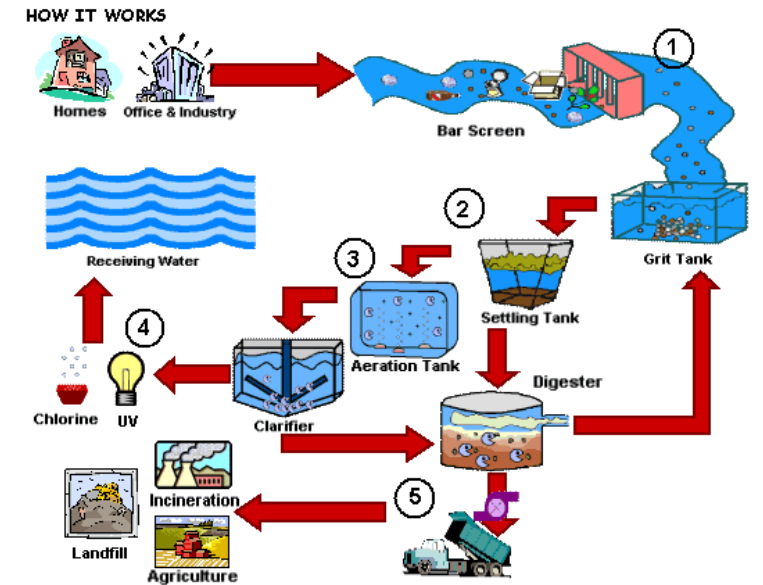 HOW IT WORKS
Homes
Office & Industry
1
Bar Screen
Grit Tank
2
Settling Tank
3
Aeration Tank
Receiving Water
4
Chlorine
UV
Clarifier
Digester
5
Incineration
Landfill
Agriculture